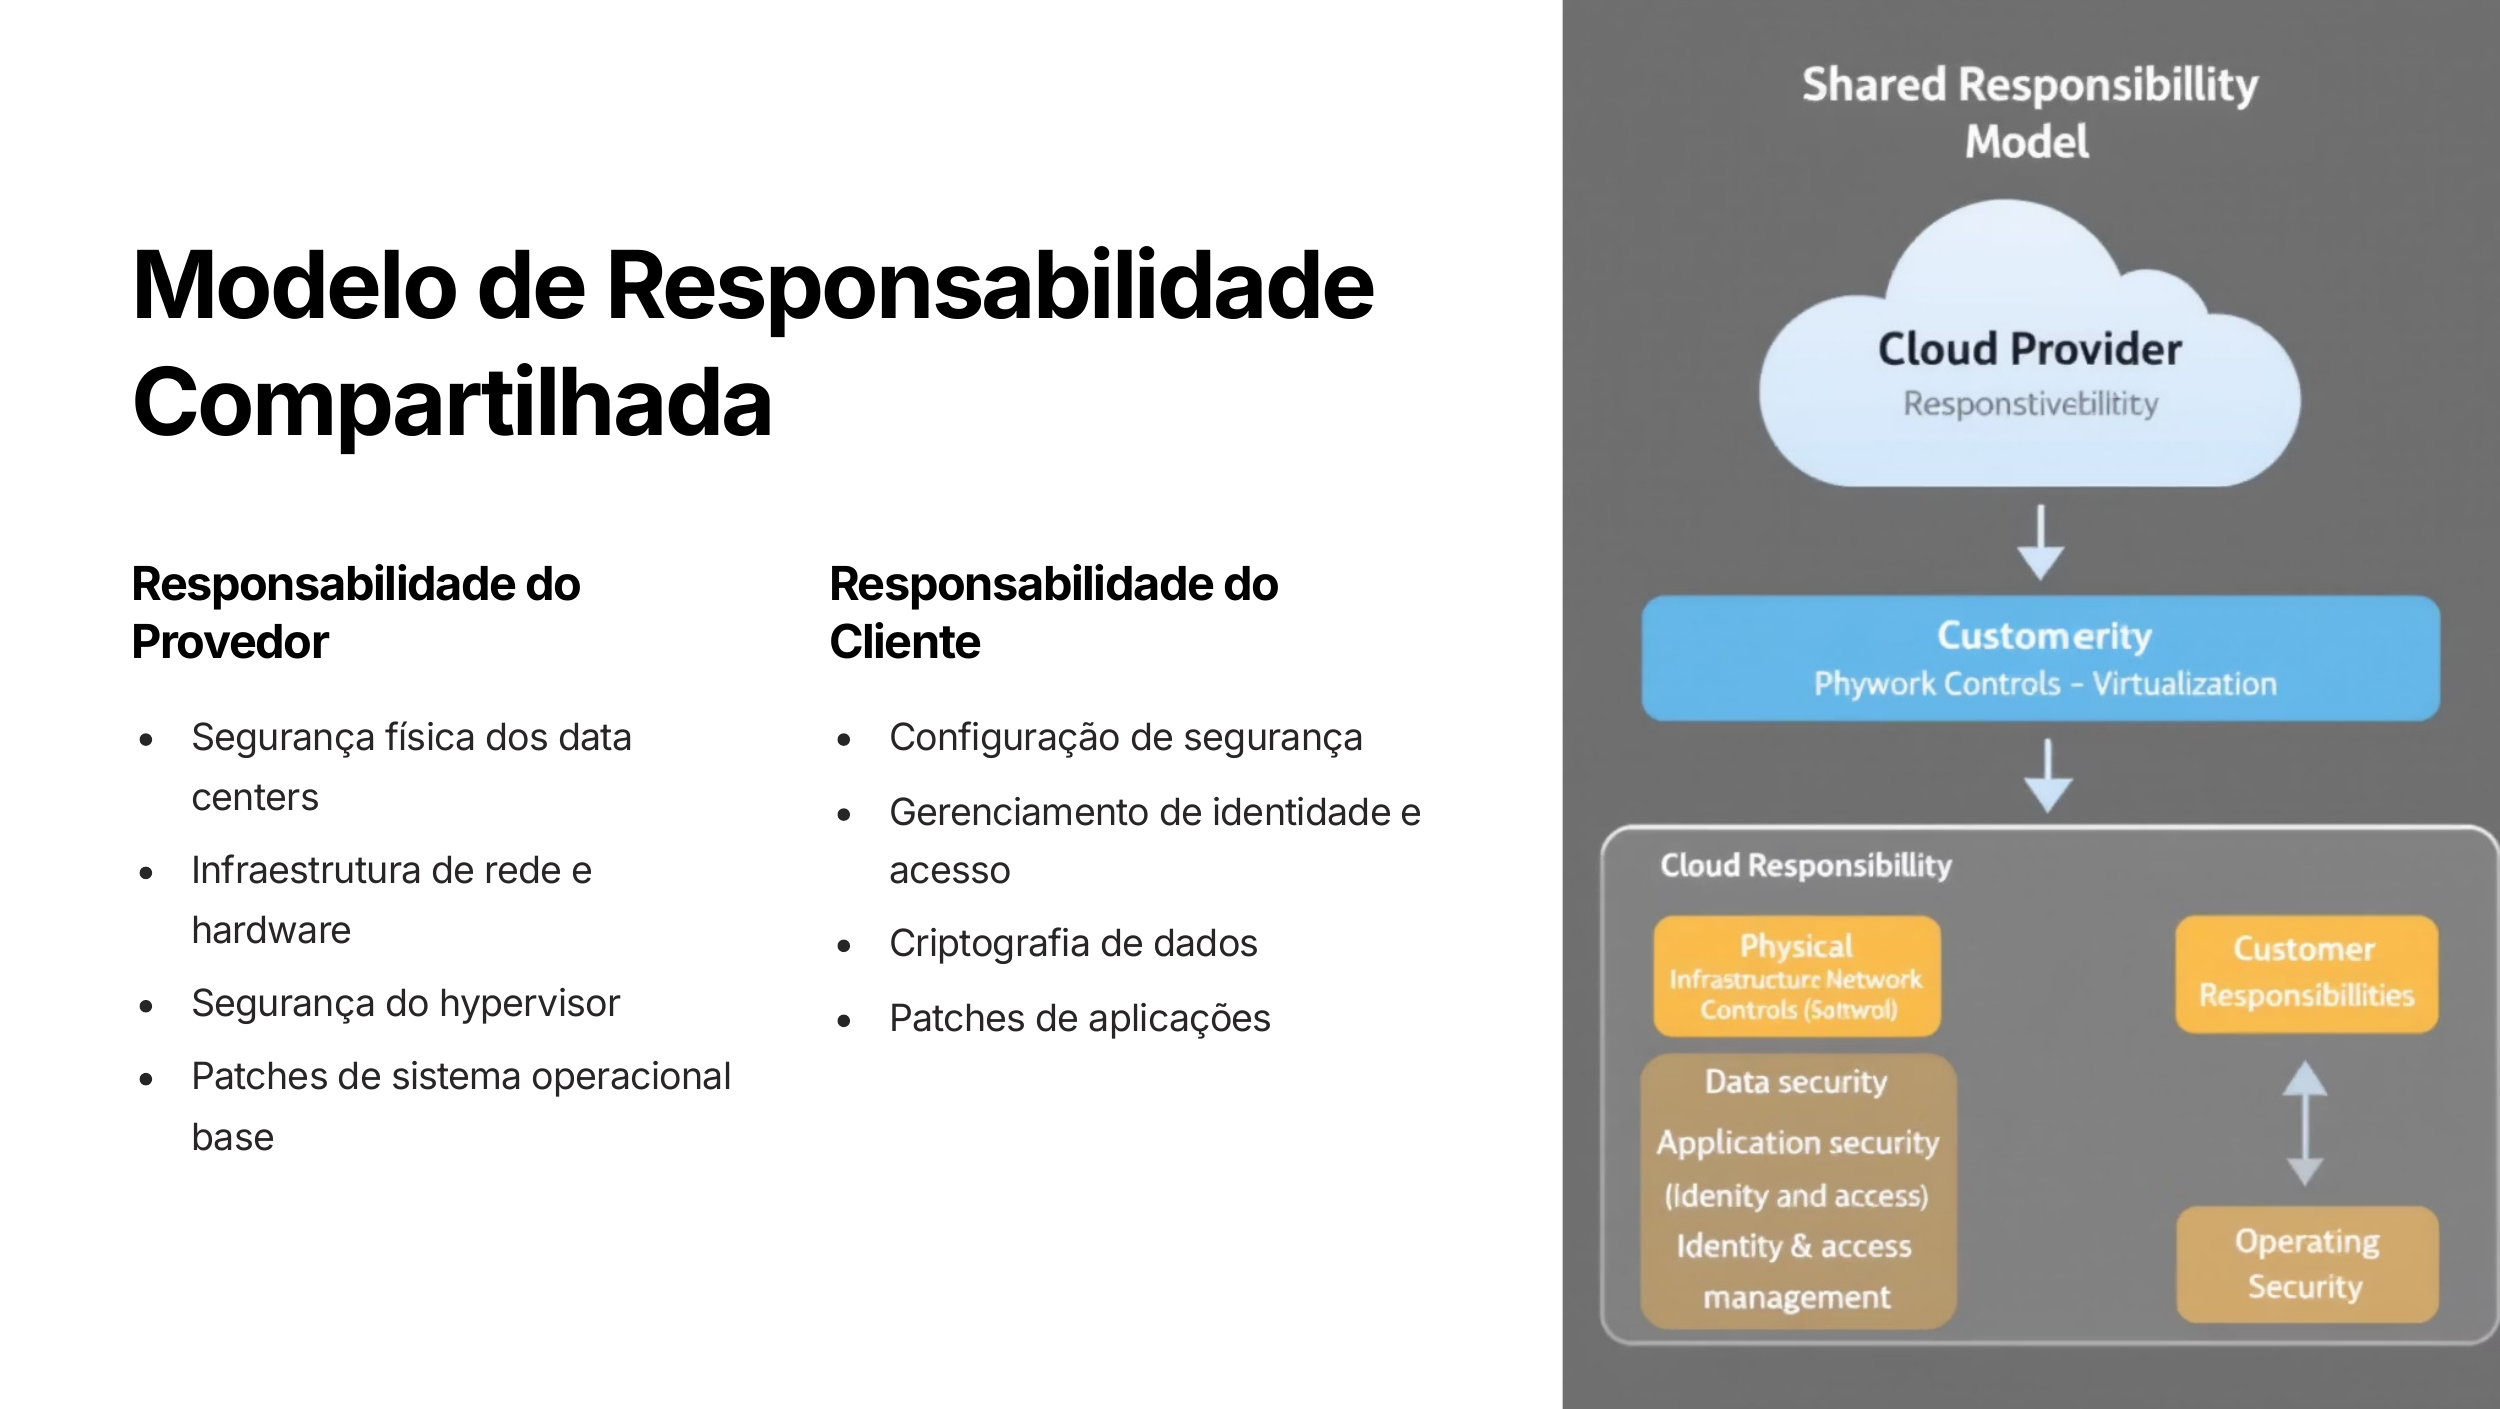 Modelo de Responsabilidade
Compartilhada
Responsabilidade do
Provedor
• Segurança física dos data
centers
• Infraestrutura de rede e
hardware
• Segurança do hypervisor
• Patches de sistema operacional
base
Responsabilidade do
Cliente
• Configuração de segurança
• Gerenciamento de identidade e
acesso
• Criptografia de dados
• Patches de aplicações
Shared Responsibillity
Model
Cloud Provider
Customerity
Phywork Controls - Virtualization
Cloud Responsibillity
Physical
Infrastructure Network
Controls
Data security
Application security
(Idenity and access)
Identity & access
management
Customer
Responsibillities
Operating
Security